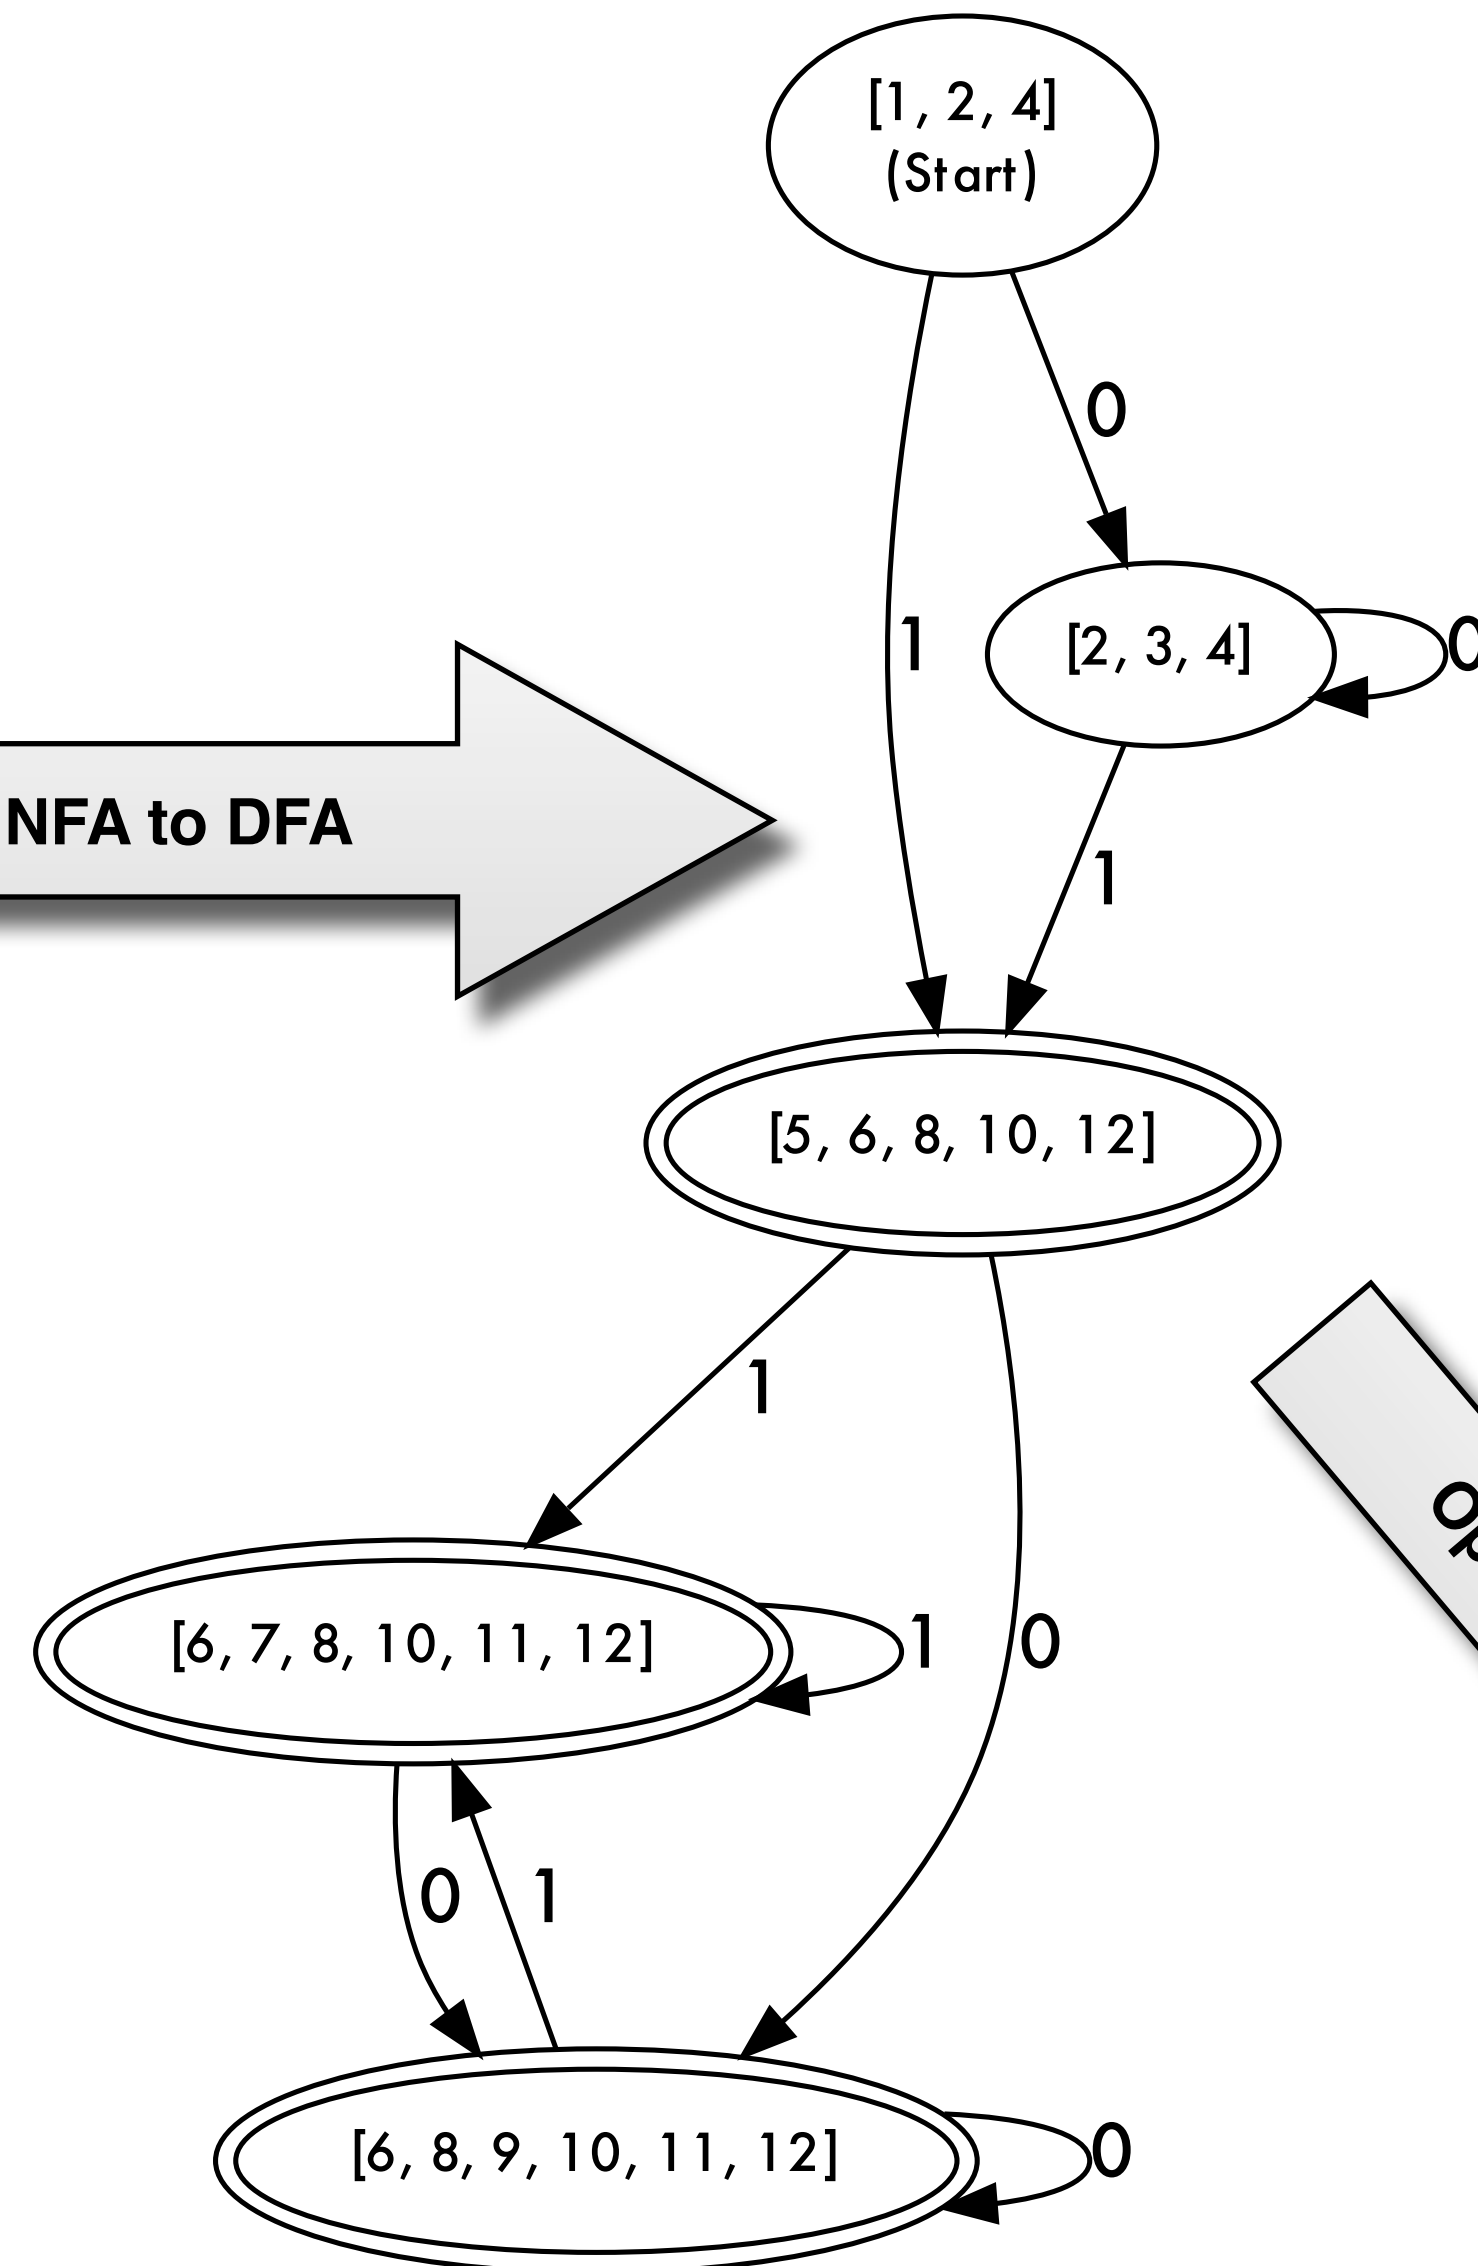 [1, 2, 4]
(Start)
0
1
[2, 3, 4]
0
NFA to DFA
1
[5, 6, 8, 10, 12]
1
[6, 7, 8, 10, 11, 12]
1
0
0
1
[6, 8, 9, 10, 11, 12]
0